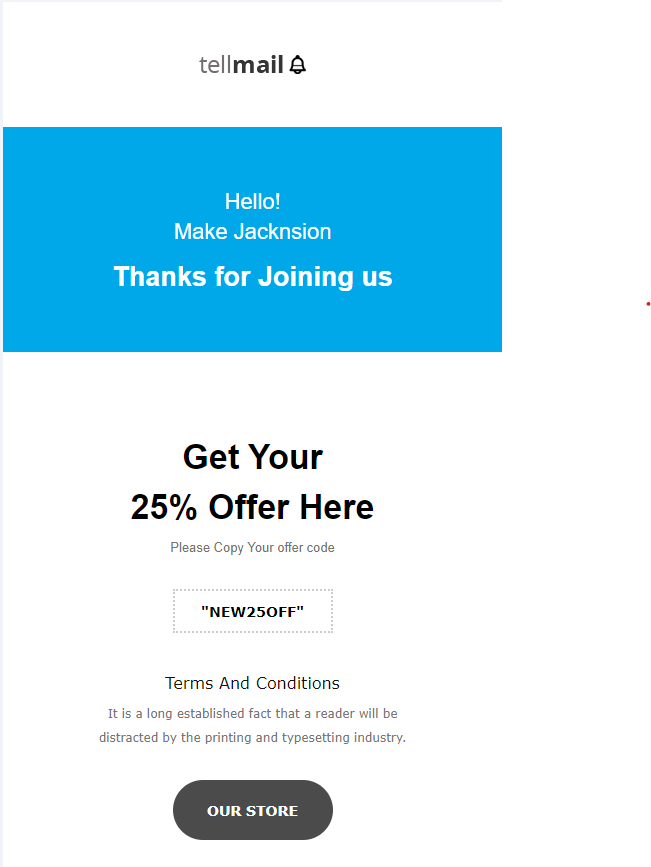 tellmail
Hello!
Make Jacknsion
Thanks for Joining us
Get Your
25% Offer Here
Please Copy Your offer code
"NEW25OFF"
Terms And Conditions
It is a long established fact that a reader will be
distracted by the printing and typesetting industry.
OUR STORE